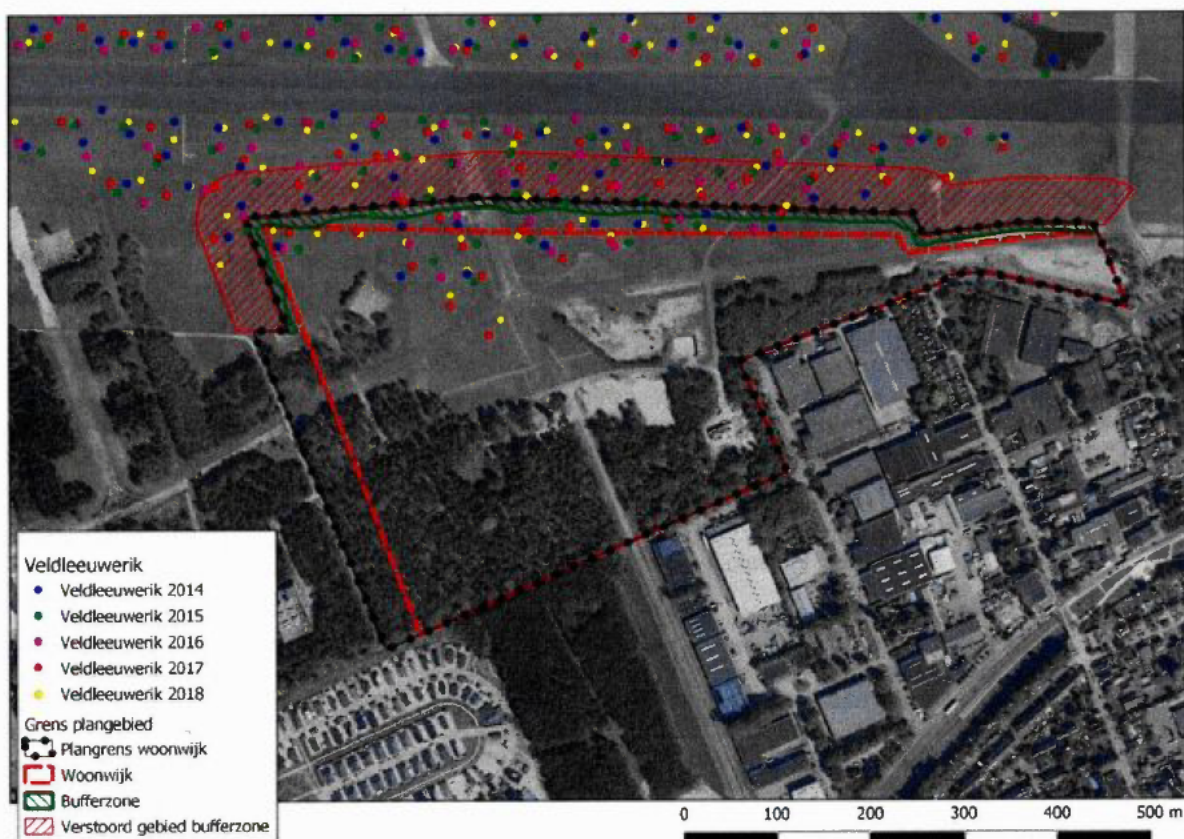 Veldleeuwerik
Veldleeuwerik 2014
Veldleeuwerik 2015
Veldleeuwerik 2016
Veldleeuwerik 2017
Veldleeuwerik 2018
Grens plangebied
Plangrens woonwijk
Woonwijk
Bufferzone
Verstoord gebied bufferzone
0 100 200 300 400 500 m